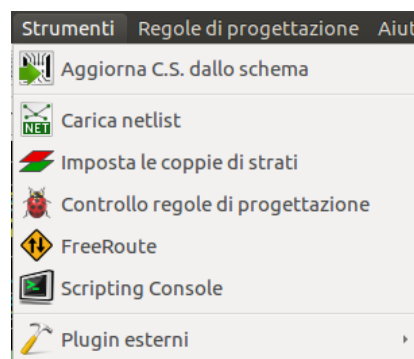 Strumenti Regole di progettazione Aiut
Aggiorna C.S. dallo schema
NET Carica netlist
Imposta le coppie di strati
Controllo regole di progettazione
FreeRoute
Scripting Console
Plugin esterni